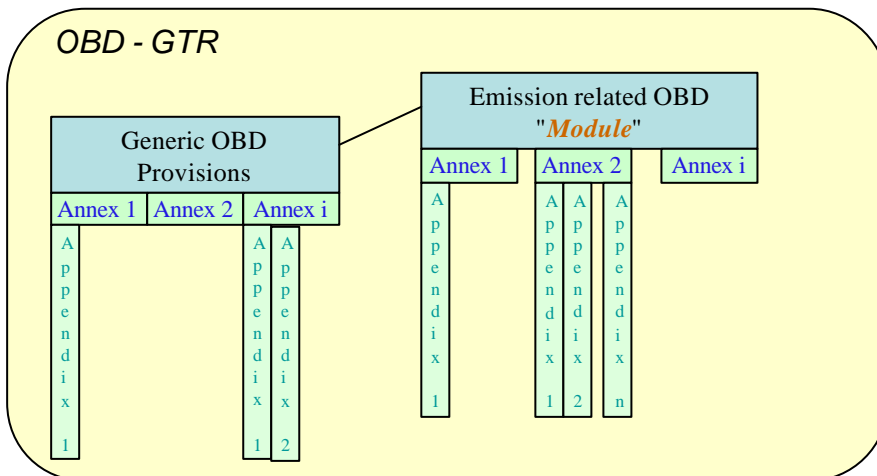 OBD - GTR
Generic OBD
Provisions
Annex 1
Annex 2
Annex i
Appendix 1
Appendix 1
Appendix 2
Emission related OBD
"Module"
Annex 1
Annex 2
Annex i
Appendix 1
Appendix 1
Appendix 2
Appendix n